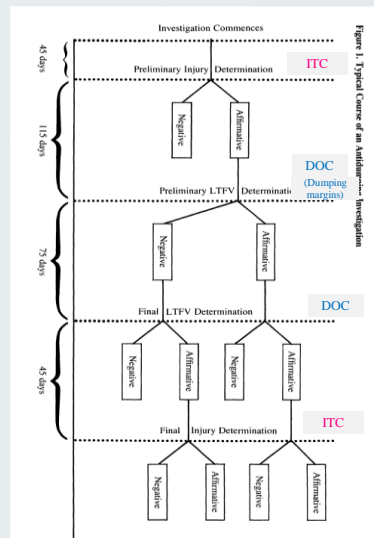 Figure 1. Typical Course of an Antidumping Investigation
Investigation Commences
45 days
Preliminary Injury Determination
ITC
Negative
Affirmative
115 days
DOC
(Dumping
margins)
Preliminary LTFV
Negative
Affirmative
75 days
Final LTFV Determination
DOC
Negative
Affirmative
Negative
Affirmative
45 days
Final Injury Determination
ITC
Negative
Affirmative
Negative
Affirmative